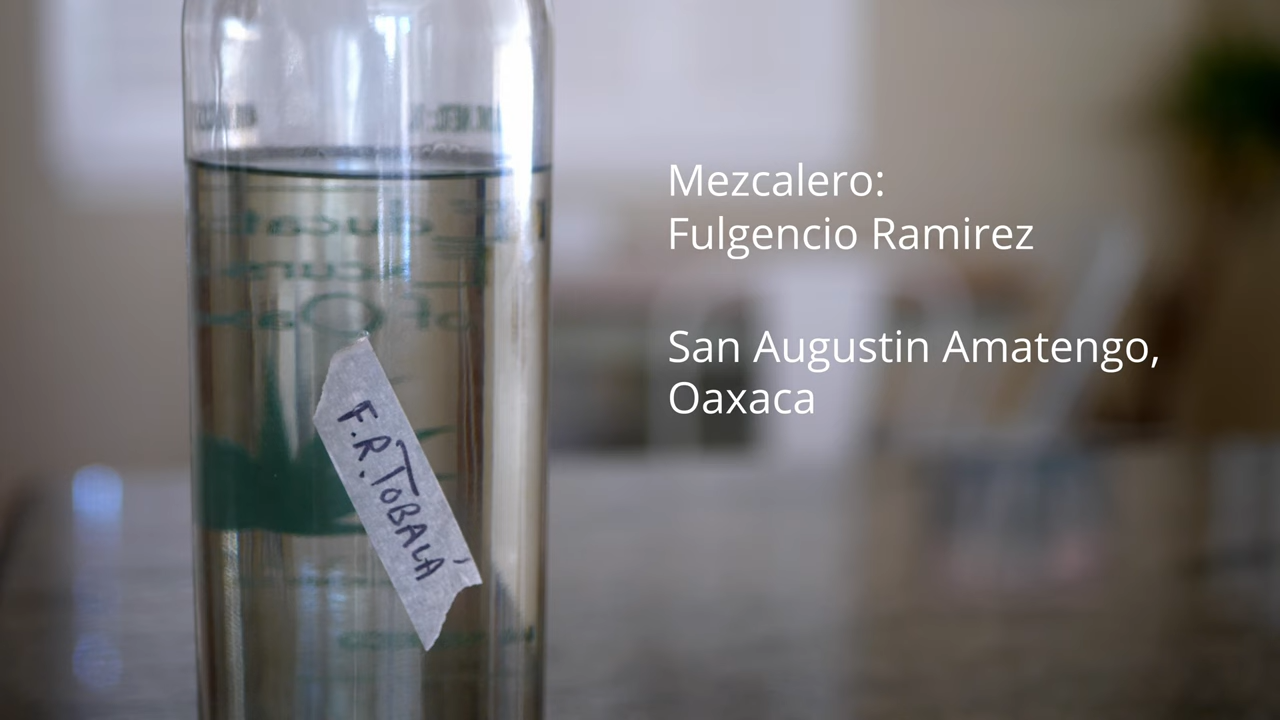 Mezcalero:
Fulgencio Ramirez
San Augustin Amatengo,
Oaxaca
F.R. TOBALÁ